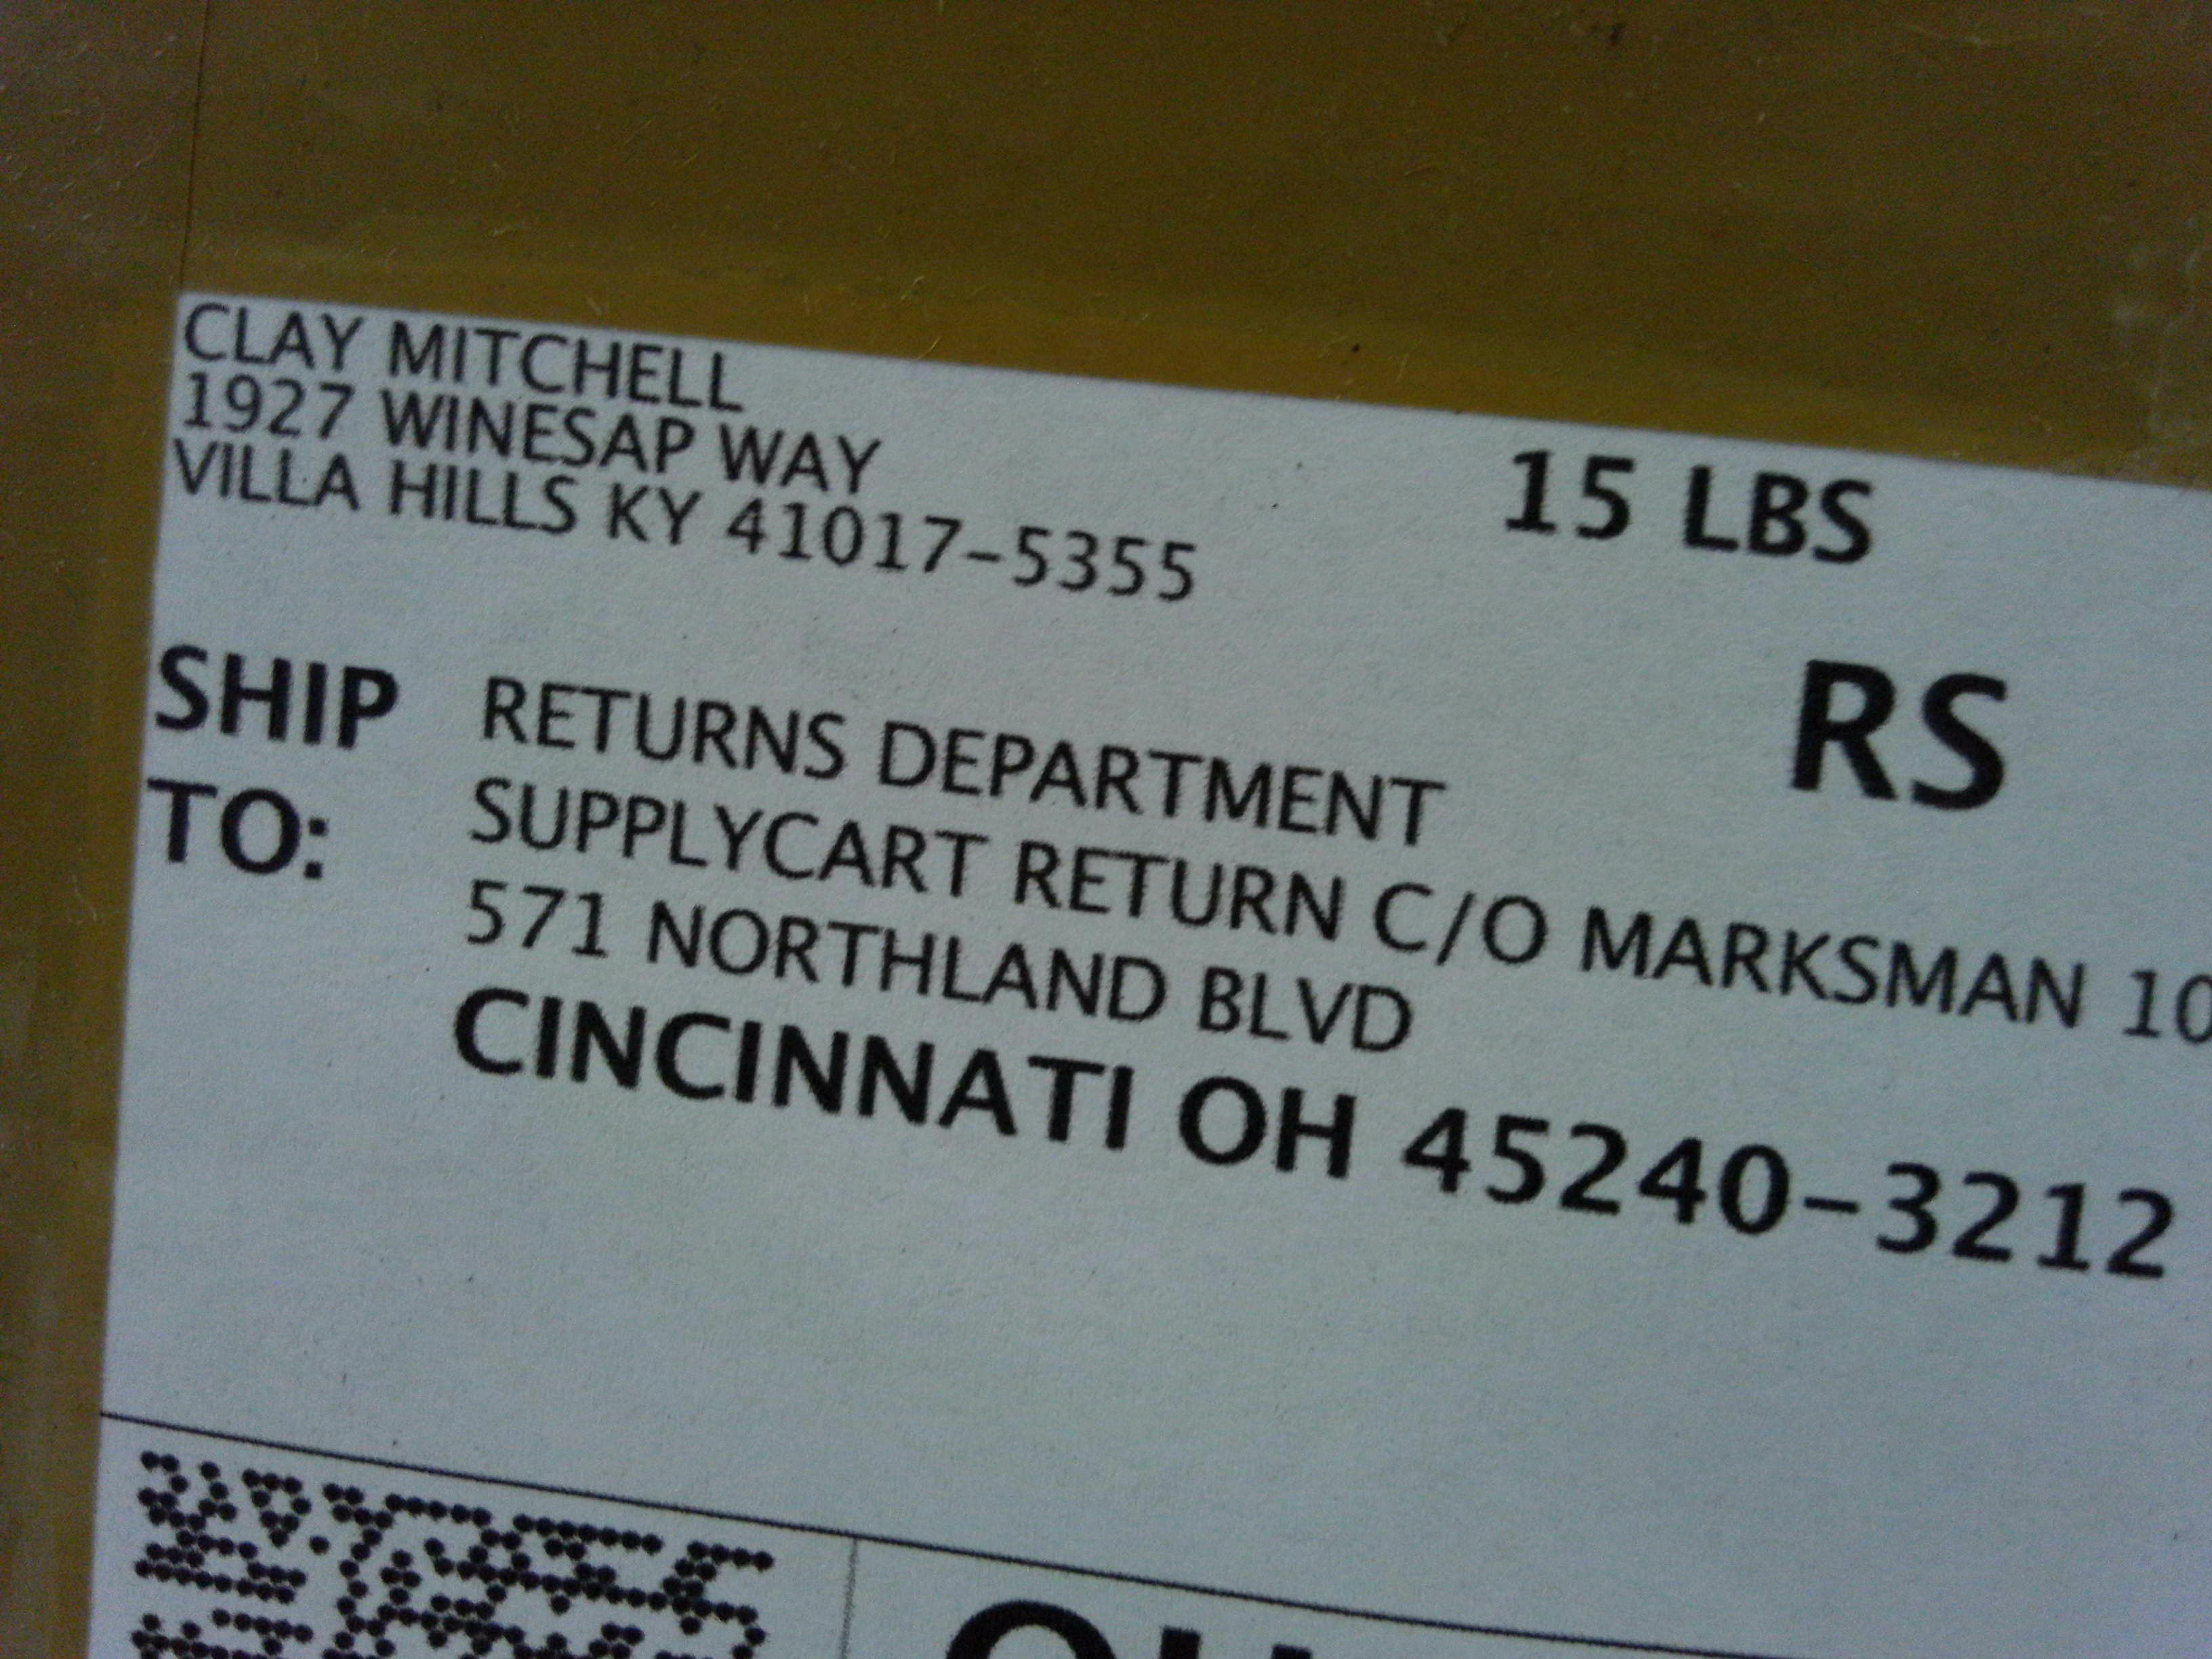 CLAY MITCHELL
1927 WINESAP WAY
VILLA HILLS KY 41017-5355
15 LBS
RS
SHIP TO:
RETURNS DEPARTMENT
SUPPLYCART RETURN C/O MARKSMAN 10
571 NORTHLAND BLVD
CINCINNATI OH 45240-3212